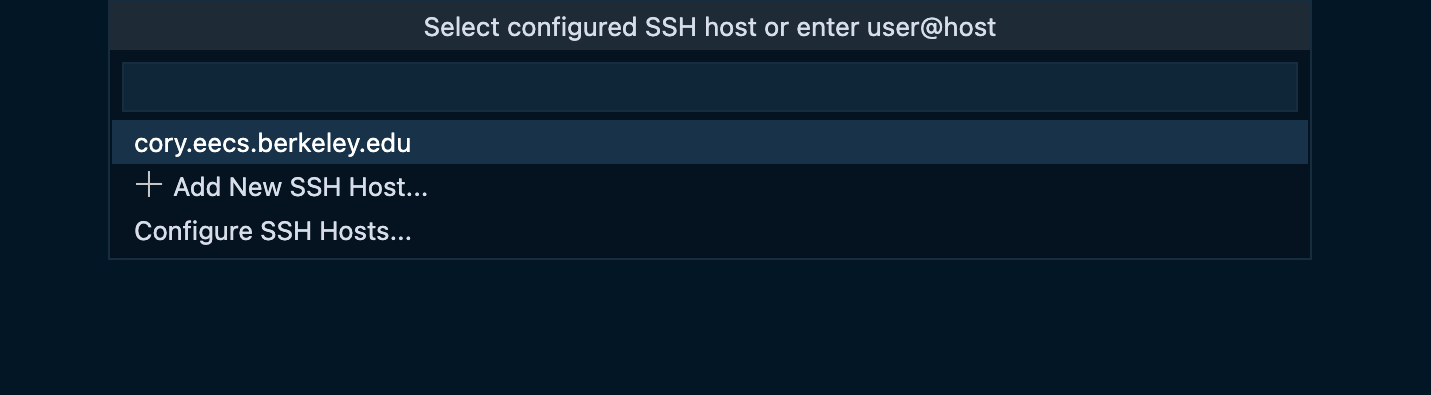 Select configured SSH host or enter user@host
cory.eecs.berkeley.edu
+ Add New SSH Host...
Configure SSH Hosts...